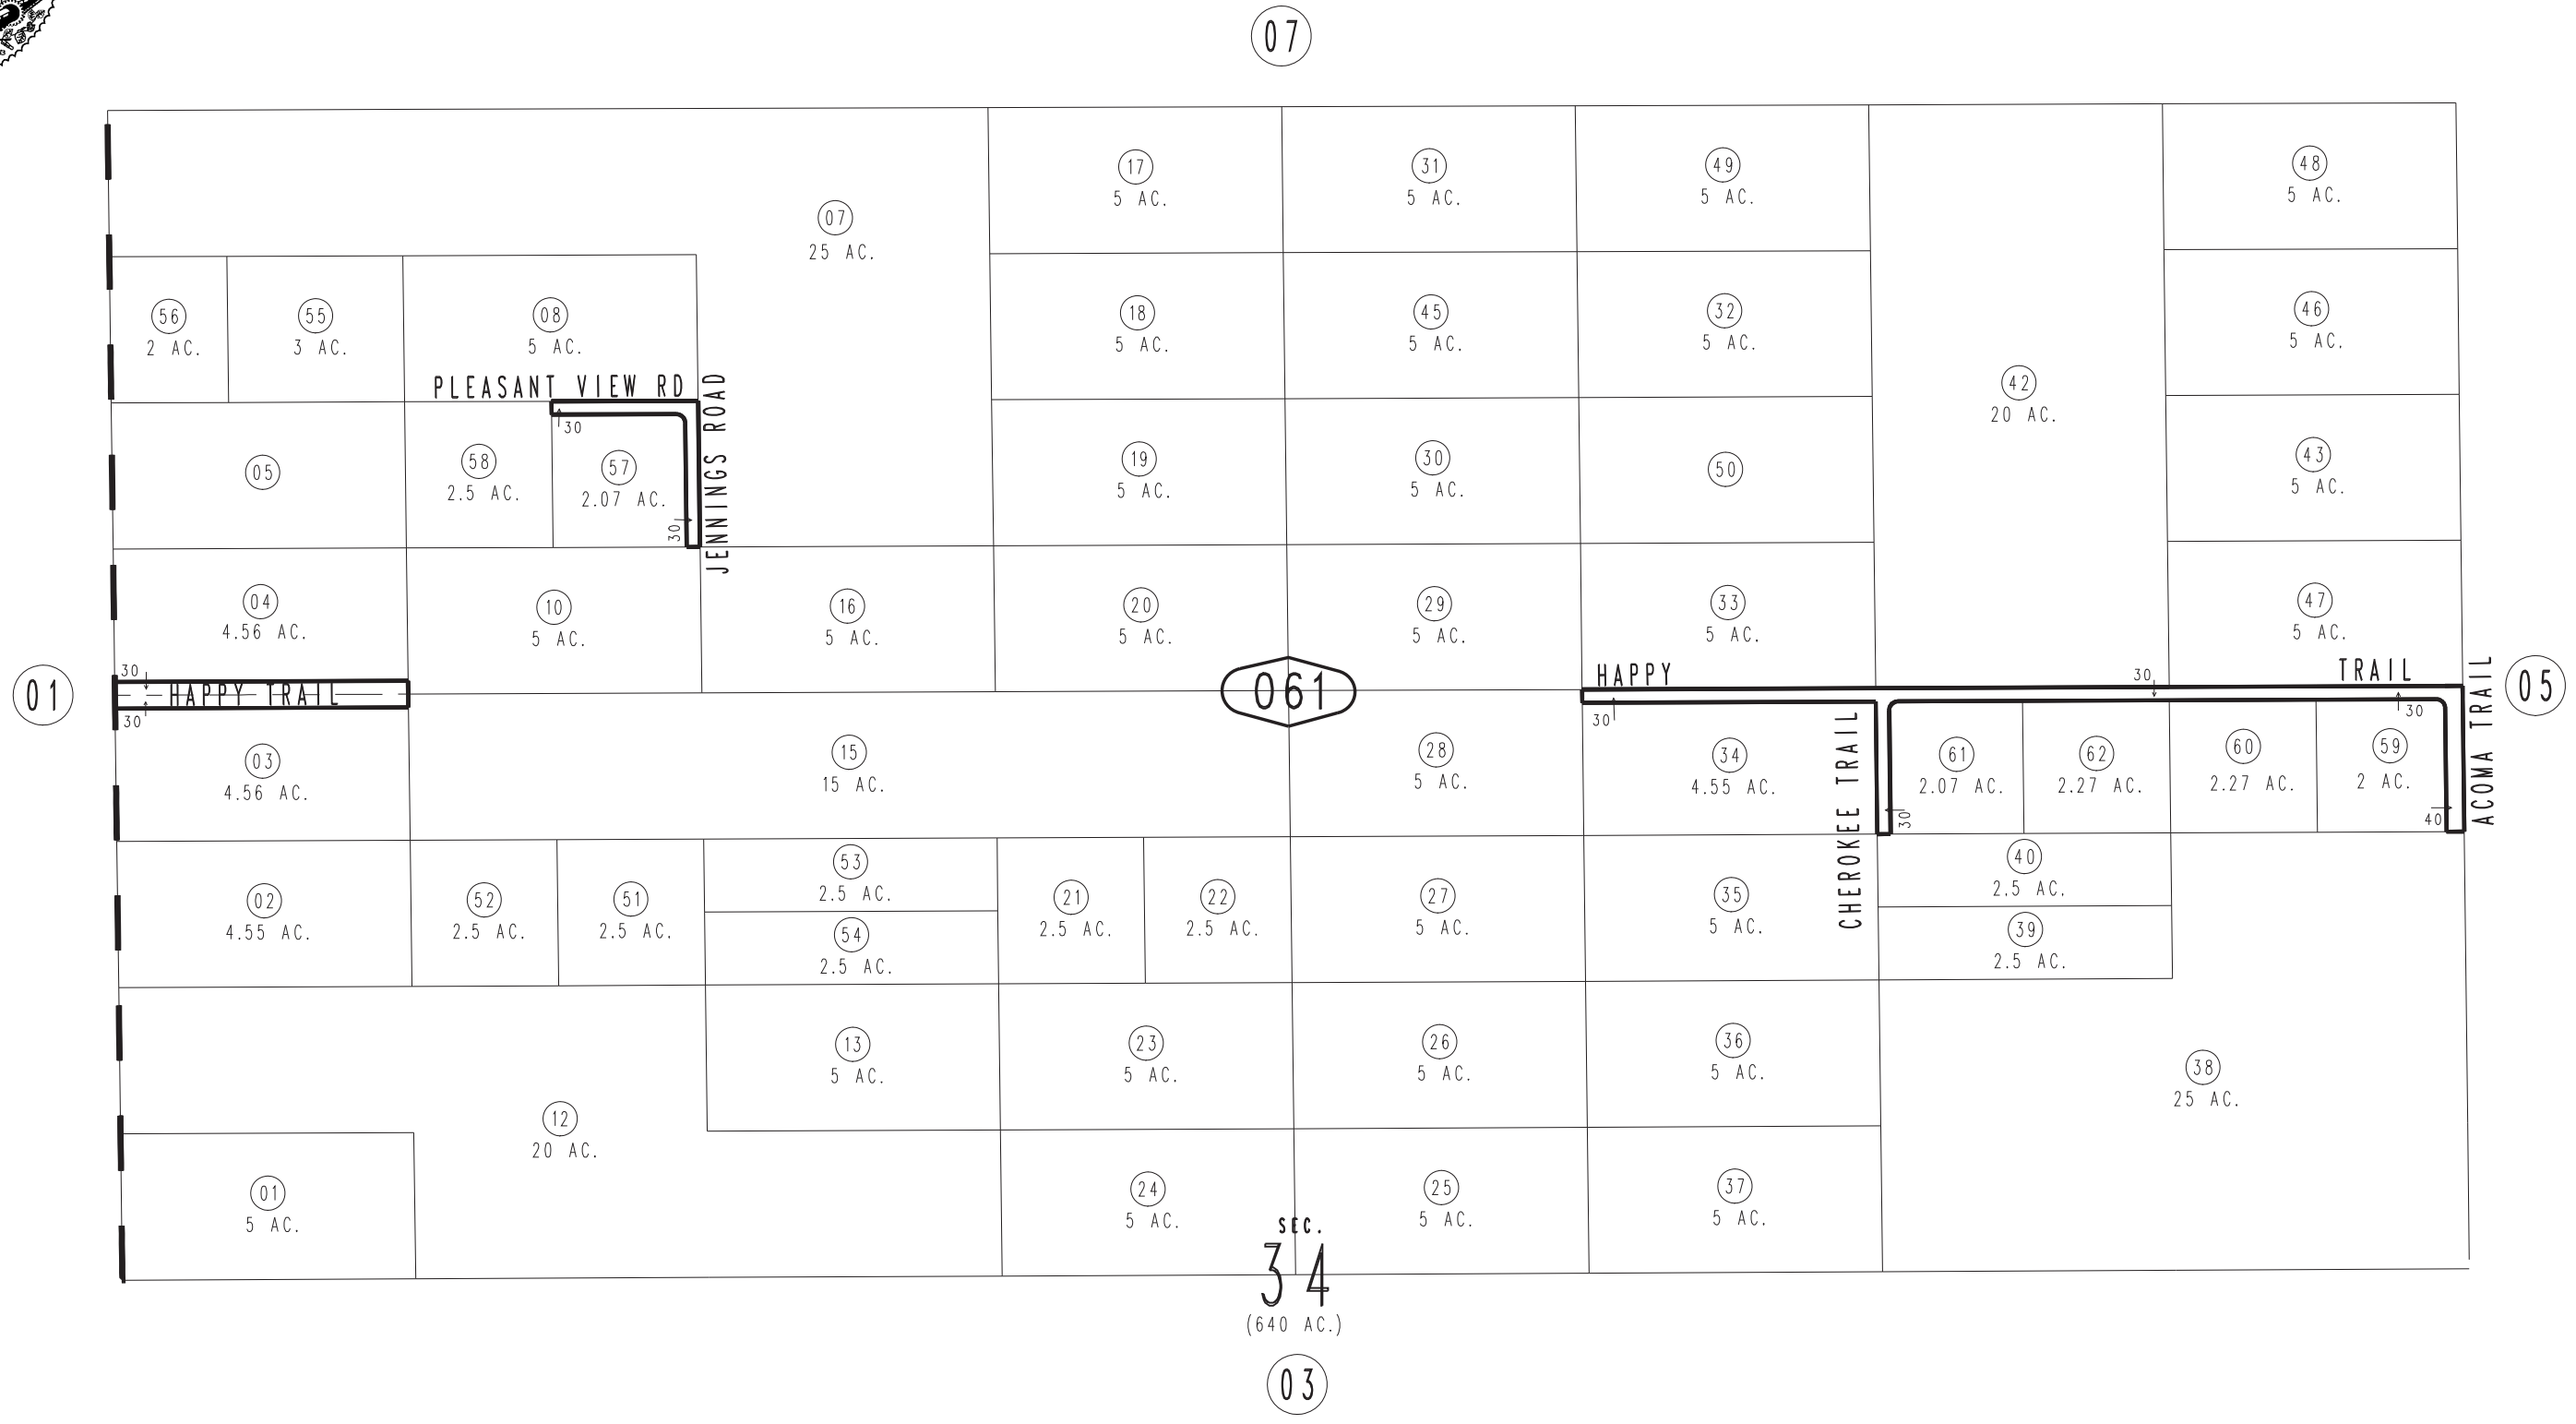 07
17
5 AC.
31
5 AC.
49
5 AC.
48
5 AC.
07
25 AC.
56
2 AC.
55
3 AC.
08
5 AC.
18
5 AC.
45
5 AC.
32
5 AC.
46
5 AC.
42
20 AC.
PLEASANT VIEW RD
30
JENNINGS ROAD
30
05
58
2.5 AC.
57
2.07 AC.
19
5 AC.
30
5 AC.
50
43
5 AC.
04
4.56 AC.
10
5 AC.
16
5 AC.
20
5 AC.
29
5 AC.
33
5 AC.
47
5 AC.
01
30
HAPPY TRAIL
30
061
HAPPY TRAIL
30
30
30
05
03
4.56 AC.
15
15 AC.
28
5 AC.
34
4.55 AC.
CHEROKEE TRAIL
30
61
2.07 AC.
62
2.27 AC.
60
2.27 AC.
59
2 AC.
40
ACOMA TRAIL
02
4.55 AC.
52
2.5 AC.
51
2.5 AC.
53
2.5 AC.
54
2.5 AC.
21
2.5 AC.
22
2.5 AC.
27
5 AC.
35
5 AC.
40
2.5 AC.
39
2.5 AC.
13
5 AC.
23
5 AC.
26
5 AC.
36
5 AC.
38
25 AC.
12
20 AC.
01
5 AC.
24
5 AC.
25
5 AC.
37
5 AC.
SEC.
34
(640 AC.)
03